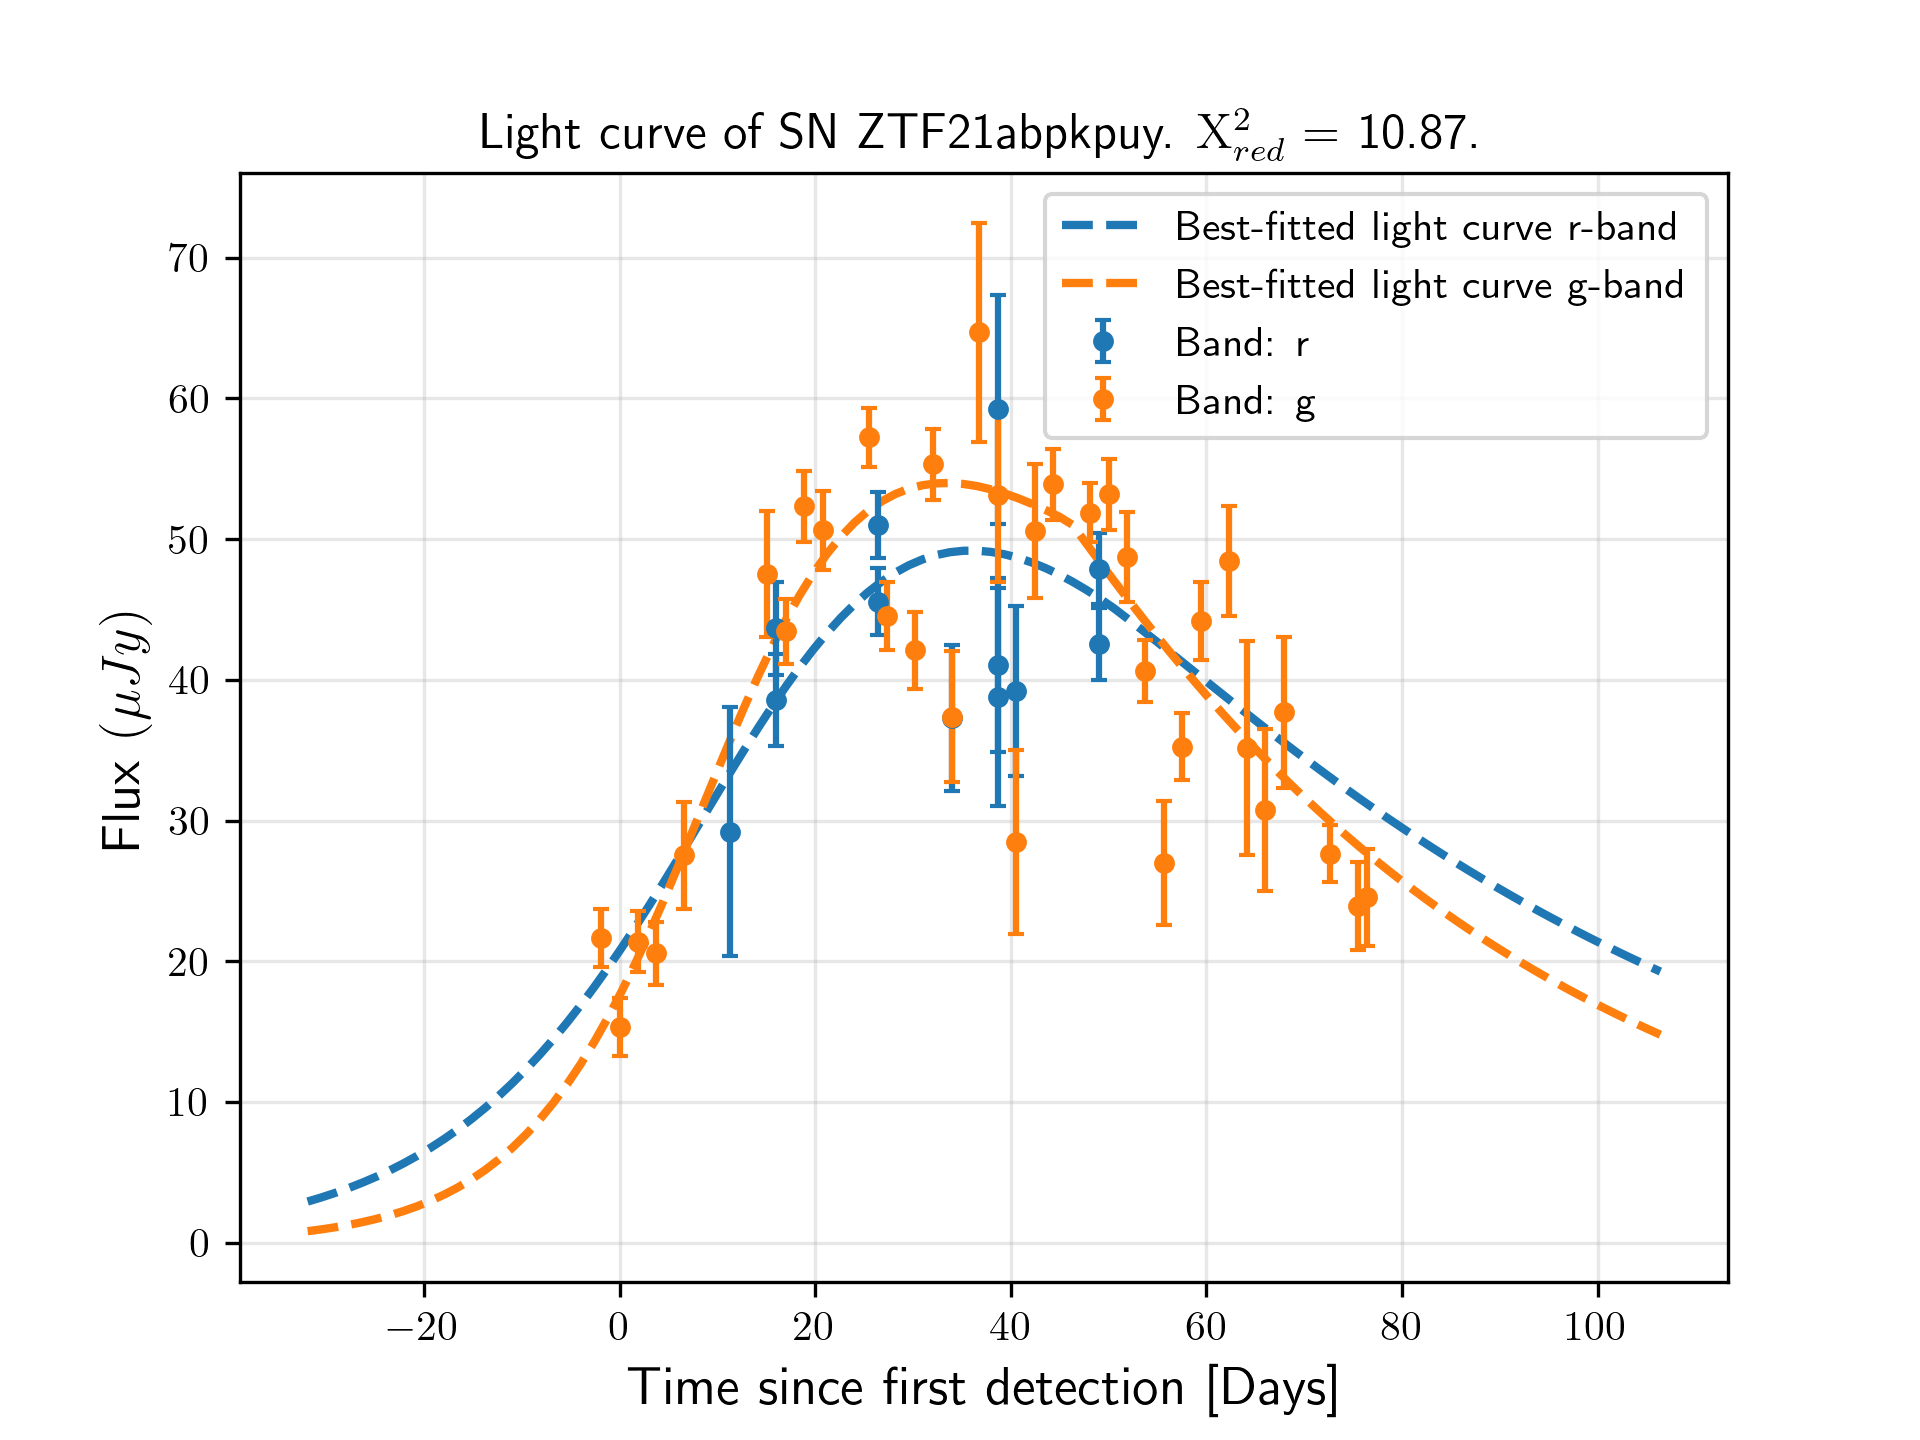 Light curve of SN ZTF21abpkpuy. X²red = 10.87.
Best-fitted light curve r-band
Best-fitted light curve g-band
Band: r
Band: g
Flux (μJy)
70
60
50
40
30
20
10
0
−20 0 20 40 60 80 100
Time since first detection [Days]